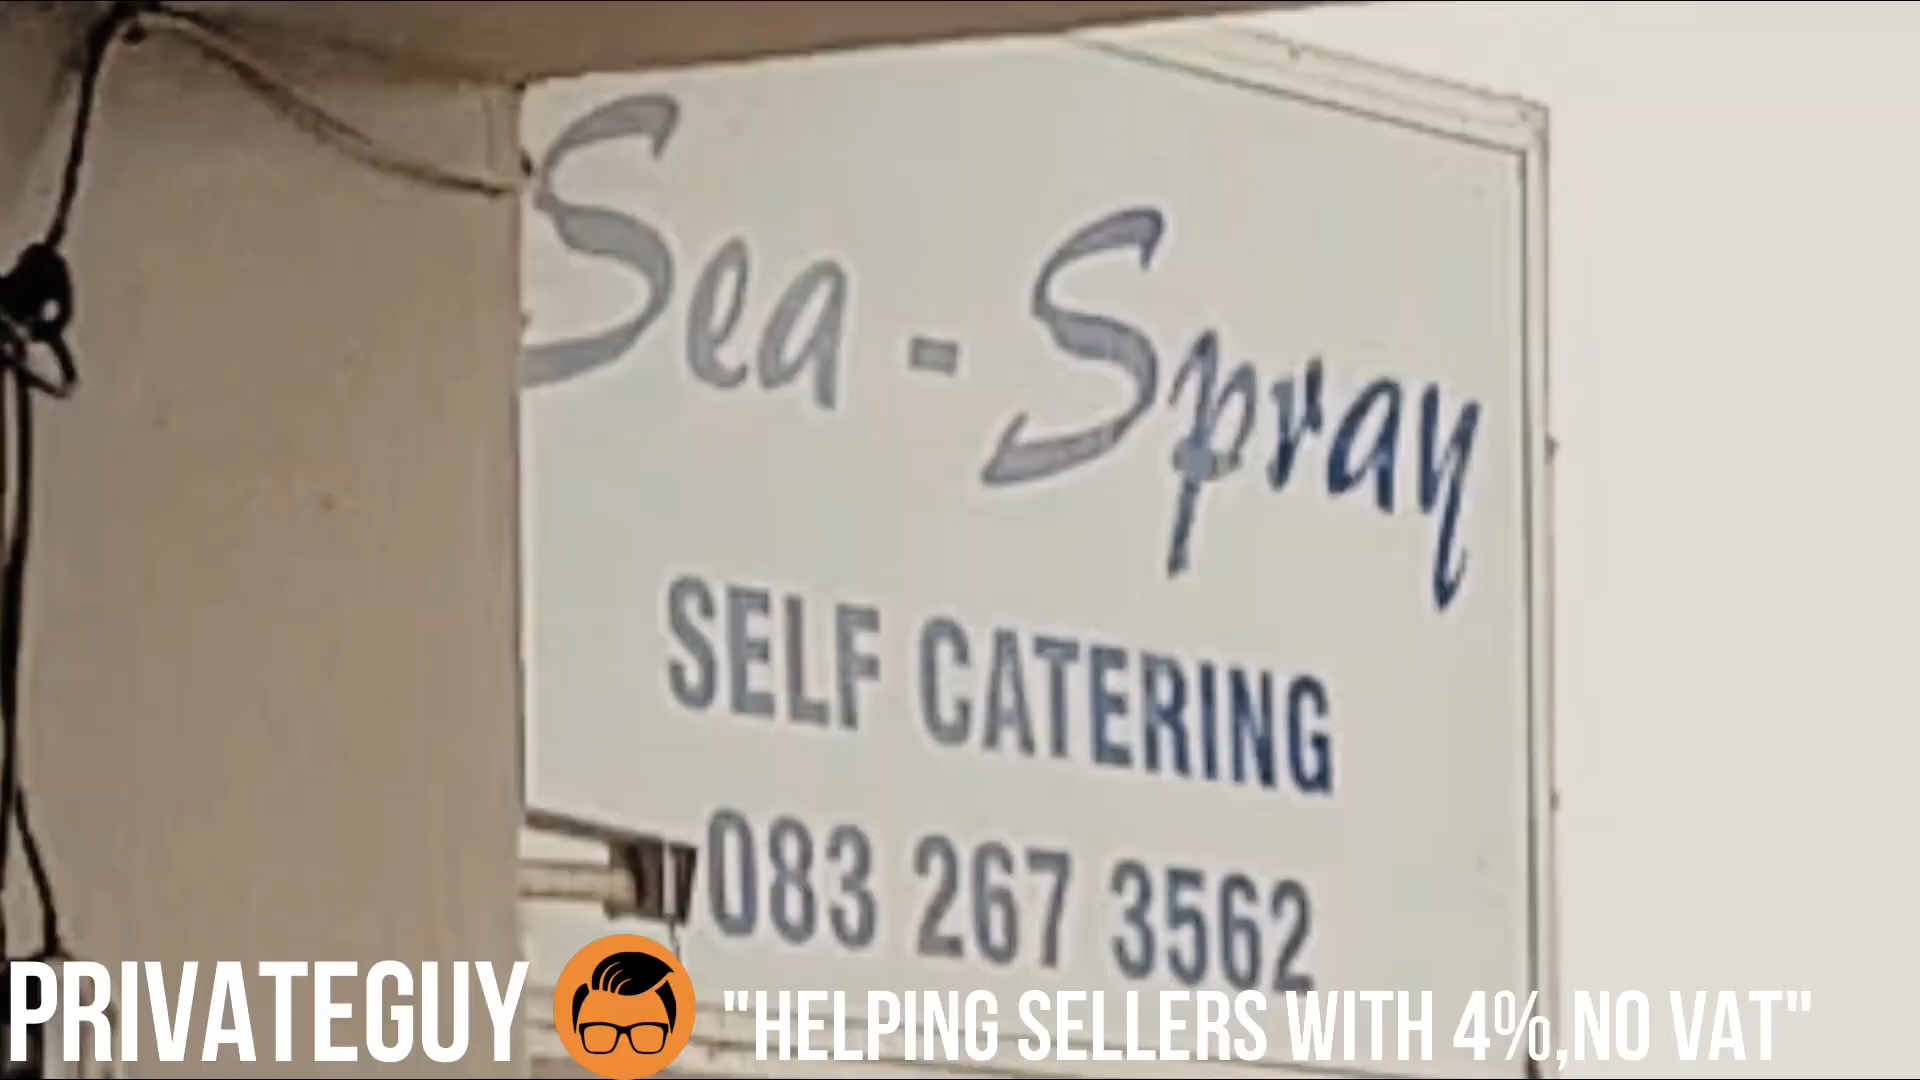 Sea - Spray
SELF CATERING
083 267 3562
PRIVATEGUY
"HELPING SELLERS WITH 4%,NO VAT"